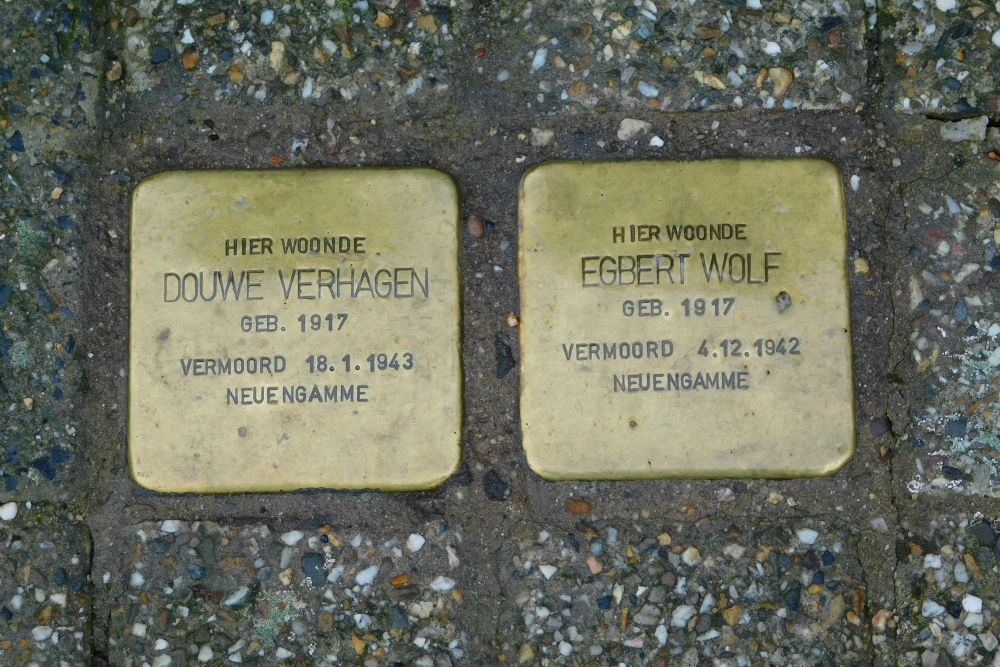 HIER WOONDE
DOUWE VERHAGEN
GEB. 1917
VERMOORD 18.1.1943
NEUENGAMME
HIER WOONDE
EGBERT WOLF
GEB. 1917
VERMOORD 4.12.1942
NEUENGAMME